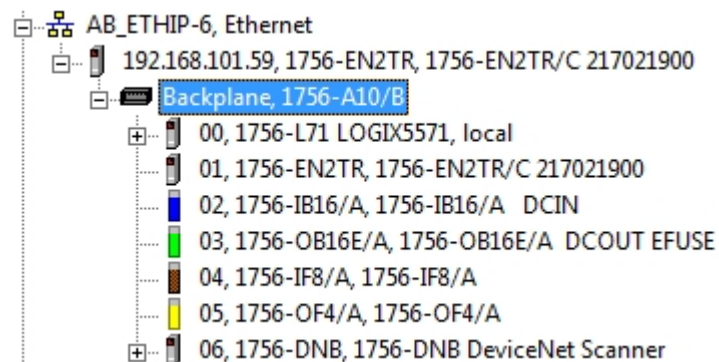 AB_ETHIP-6, Ethernet
192.168.101.59, 1756-EN2TR, 1756-EN2TR/C 217021900
Backplane, 1756-A10/B
00, 1756-L71 LOGIX5571, local
01, 1756-EN2TR, 1756-EN2TR/C 217021900
02, 1756-IB16/A, 1756-IB16/A   DCIN
03, 1756-OB16E/A, 1756-OB16E/A  DCOUT EFUSE
04, 1756-IF8/A, 1756-IF8/A
05, 1756-OF4/A, 1756-OF4/A
06, 1756-DNB, 1756-DNB DeviceNet Scanner